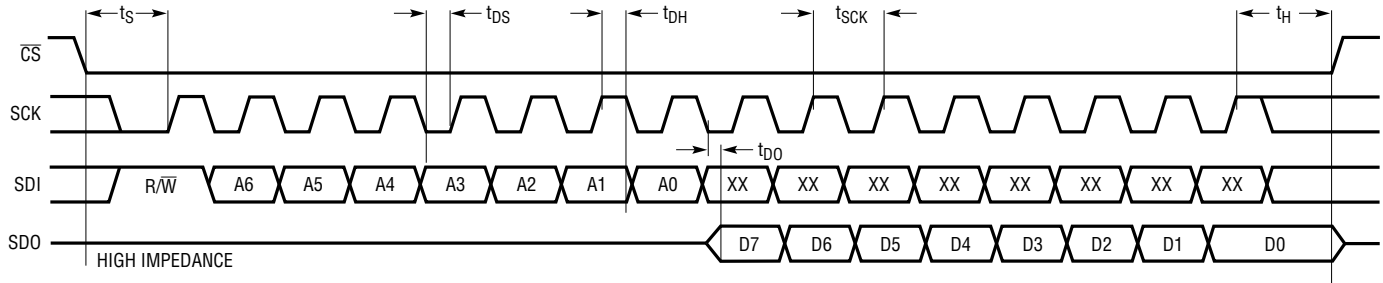 tS tDS tDH tSCK tH
CS
SCK
tDO
SDI R/W A6 A5 A4 A3 A2 A1 A0 XX XX XX XX XX XX XX XX
SDO D7 D6 D5 D4 D3 D2 D1 D0
HIGH IMPEDANCE